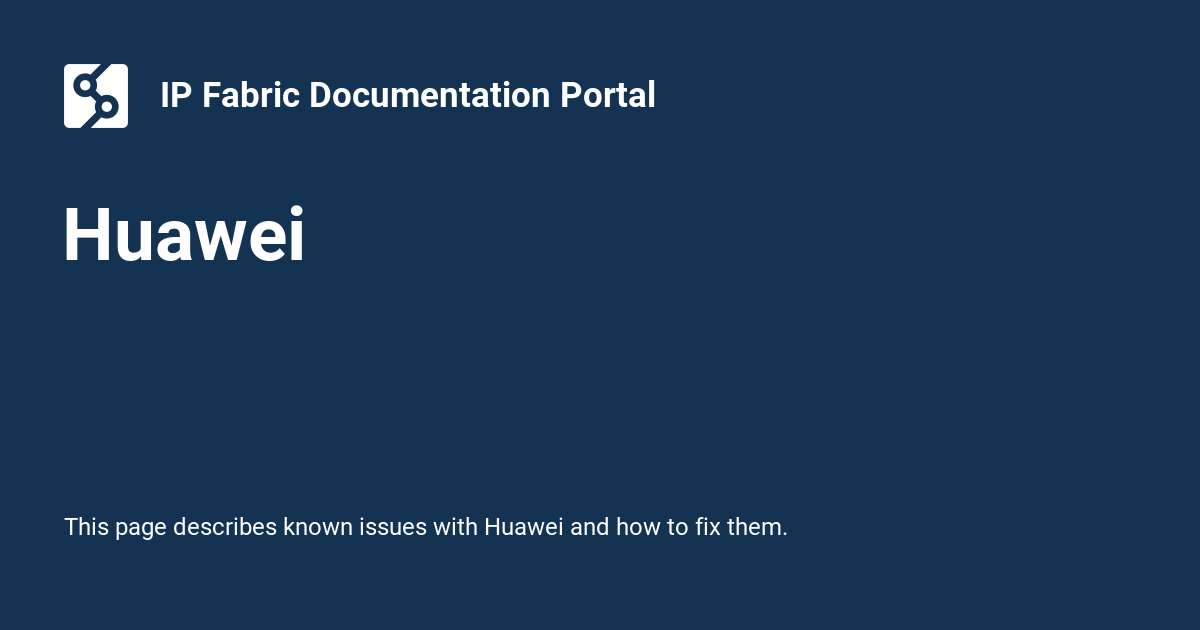 IP Fabric Documentation Portal
Huawei
This page describes known issues with Huawei and how to fix them.